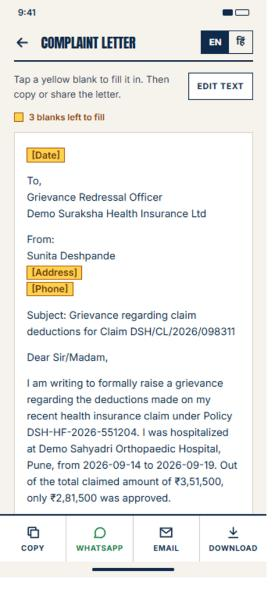 9:41
COMPLAINT LETTER
EN
हिं
Tap a yellow blank to fill it in. Then
copy or share the letter.
EDIT TEXT
3 blanks left to fill
[Date]
To,
Grievance Redressal Officer
Demo Suraksha Health Insurance Ltd
From:
Sunita Deshpande
[Address]
[Phone]
Subject: Grievance regarding claim
deductions for Claim DSH/CL/2026/098311
Dear Sir/Madam,
I am writing to formally raise a grievance
regarding the deductions made on my
recent health insurance claim under Policy
DSH-HF-2026-551204. I was hospitalized
at Demo Sahyadri Orthopaedic Hospital,
Pune, from 2026-09-14 to 2026-09-19. Out
of the total claimed amount of ₹3,51,500,
only ₹2,81,500 was approved.
COPY
WHATSAPP
EMAIL
DOWNLOAD